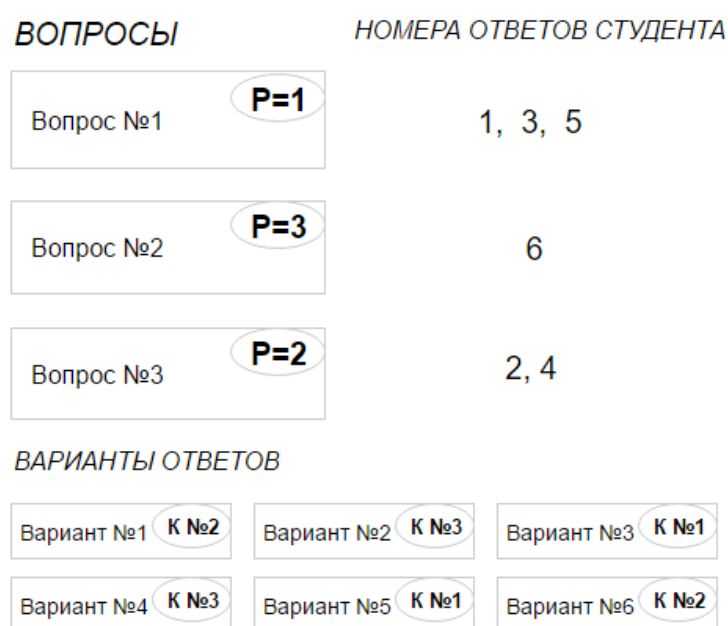 ВОПРОСЫ НОМЕРА ОТВЕТОВ СТУДЕНТА
Вопрос №1 P=1 1, 3, 5
Вопрос №2 P=3 6
Вопрос №3 P=2 2, 4
ВАРИАНТЫ ОТВЕТОВ
Вариант №1 К №2 Вариант №2 К №3 Вариант №3 К №1
Вариант №4 К №3 Вариант №5 К №1 Вариант №6 К №2